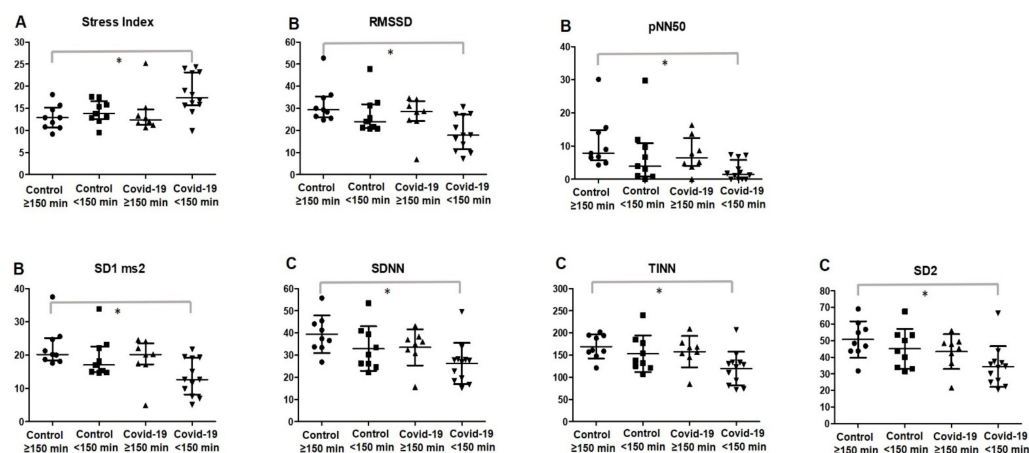 A
Stress Index
*
30
25
20
15
10
5
0
Control
≥150 min
Control
<150 min
Covid-19
≥150 min
Covid-19
<150 min
B
RMSSD
*
60
50
40
30
20
10
0
Control
≥150 min
Control
<150 min
Covid-19
≥150 min
Covid-19
<150 min
B
pNN50
*
40
30
20
10
0
Control
≥150 min
Control
<150 min
Covid-19
≥150 min
Covid-19
<150 min
B
SD1 ms2
*
40
30
20
10
0
Control
≥150 min
Control
<150 min
Covid-19
≥150 min
Covid-19
<150 min
C
SDNN
*
60
50
40
30
20
10
0
Control
≥150 min
Control
<150 min
Covid-19
≥150 min
Covid-19
<150 min
C
TINN
*
300
250
200
150
100
50
0
Control
≥150 min
Control
<150 min
Covid-19
≥150 min
Covid-19
<150 min
C
SD2
*
80
70
60
50
40
30
20
10
0
Control
≥150 min
Control
<150 min
Covid-19
≥150 min
Covid-19
<150 min